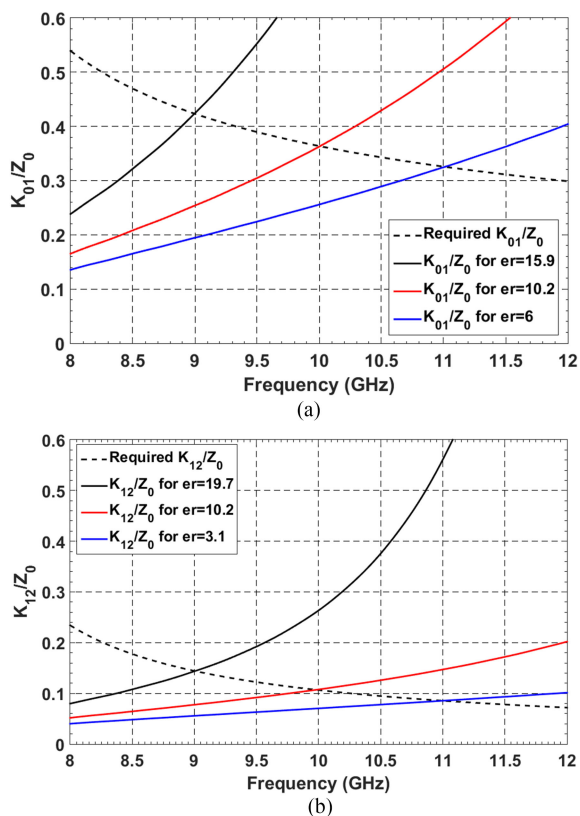 0.6
0.5
0.4
0.3
0.2
0.1
0
K01/Z0
Required K01/Z0
K01/Z0 for er=15.9
K01/Z0 for er=10.2
K01/Z0 for er=6
8 8.5 9 9.5 10 10.5 11 11.5 12
Frequency (GHz)
(a)
0.6
0.5
0.4
0.3
0.2
0.1
0
K12/Z0
Required K12/Z0
K12/Z0 for er=19.7
K12/Z0 for er=10.2
K12/Z0 for er=3.1
8 8.5 9 9.5 10 10.5 11 11.5 12
Frequency (GHz)
(b)